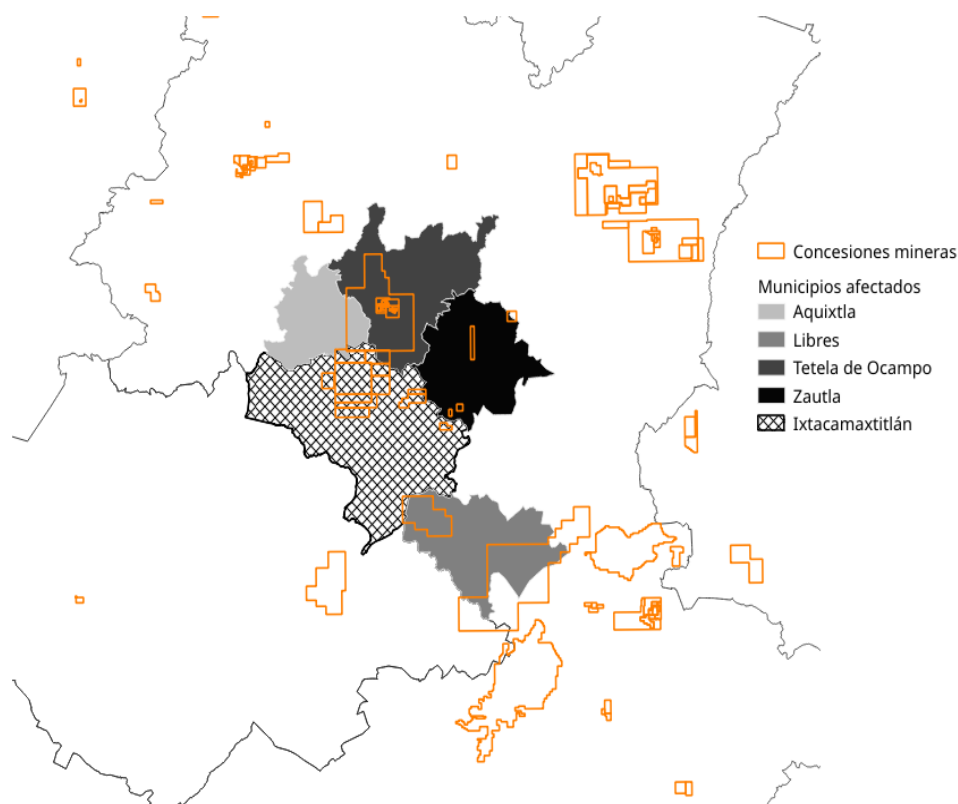 Concesiones mineras
Municipios afectados
Aquixtla
Libres
Tetela de Ocampo
Zautla
Ixtacamaxtitlán